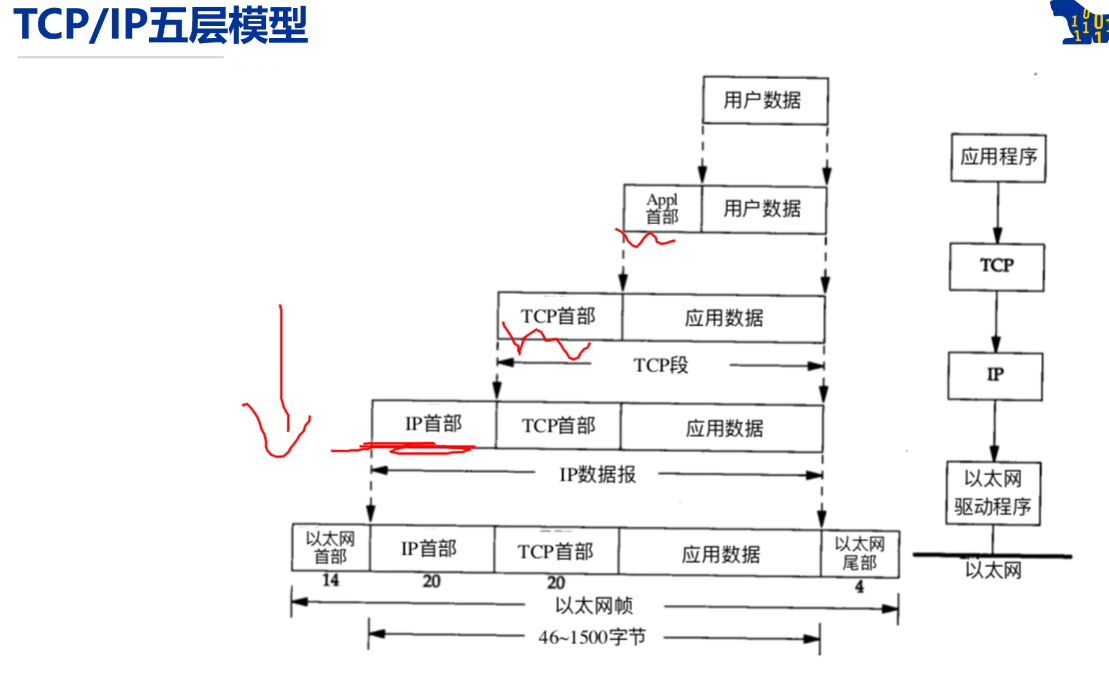 TCP/IP五层模型
用户数据
应用程序
Appl
首部
用户数据
TCP
TCP首部
应用数据
TCP段
IP
IP首部
TCP首部
应用数据
IP数据报
以太网
驱动程序
以太网
首部
IP首部
TCP首部
应用数据
以太网
尾部
以太网
14
20
20
4
以太网帧
46~1500字节